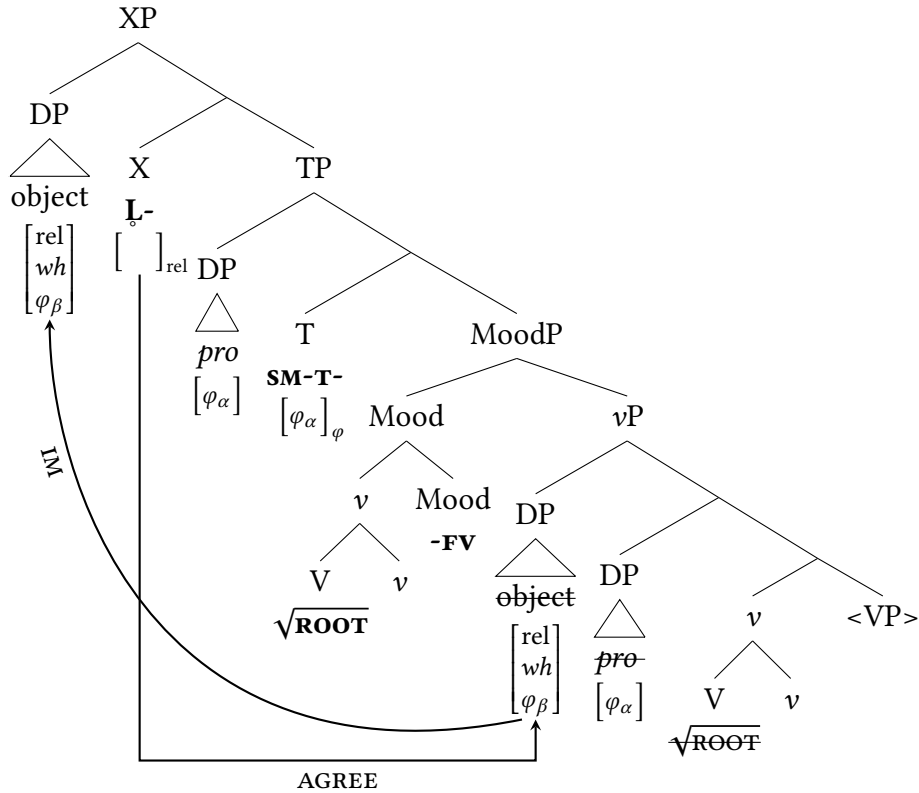 XP
DP
X
TP
object
L̥-
[rel
wh
φβ]
[ ]rel
DP
T
MoodP
pro
[φα]
SM-T-
[φα]φ
Mood
vP
IM
v
Mood
-FV
DP
V
v
object
DP
√ROOT
v
<VP>
[rel
wh
φβ]
pro
[φα]
V
v
√ROOT
AGREE